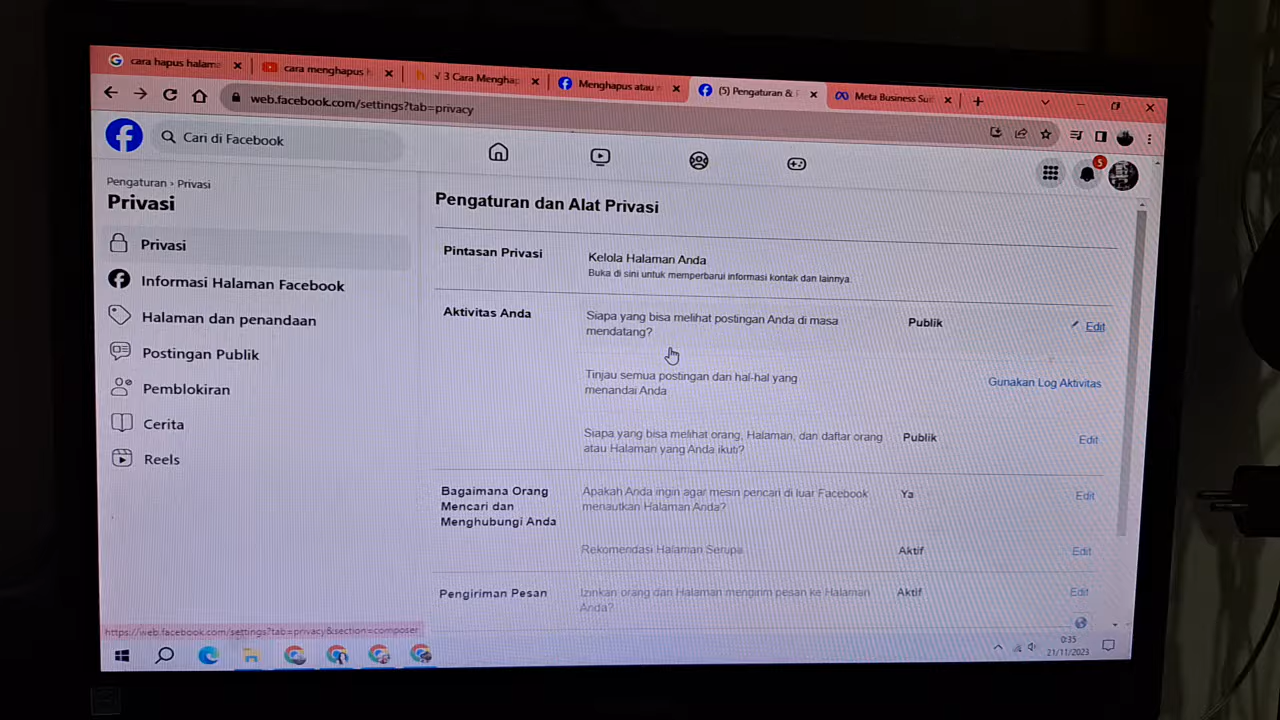 cara hapus halama
cara menghapus h
√ 3 Cara Menghap
Menghapus atau n
(5) Pengaturan & P
Meta Business Sui
web.facebook.com/settings?tab=privacy
Cari di Facebook
5
Pengaturan › Privasi
Privasi
Privasi
Informasi Halaman Facebook
Halaman dan penandaan
Postingan Publik
Pemblokiran
Cerita
Reels
Pengaturan dan Alat Privasi
Pintasan Privasi
Kelola Halaman Anda
Buka di sini untuk memperbarui informasi kontak dan lainnya.
Aktivitas Anda
Siapa yang bisa melihat postingan Anda di masa
mendatang?
Publik
Edit
Tinjau semua postingan dan hal-hal yang
menandai Anda
Gunakan Log Aktivitas
Siapa yang bisa melihat orang, Halaman, dan daftar orang
atau Halaman yang Anda ikuti?
Publik
Edit
Bagaimana Orang
Mencari dan
Menghubungi Anda
Apakah Anda ingin agar mesin pencari di luar Facebook
menautkan Halaman Anda?
Ya
Edit
Rekomendasi Halaman Serupa
Aktif
Edit
Pengiriman Pesan
Izinkan orang dan Halaman mengirim pesan ke Halaman
Anda?
Aktif
Edit
https://web.facebook.com/settings?tab=privacy&section=composer
0:35
21/11/2023